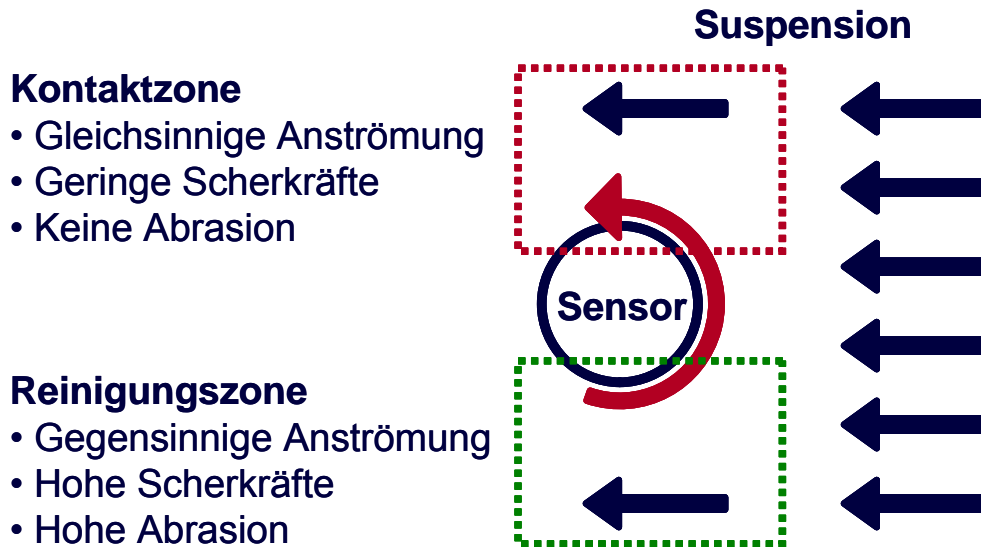 Suspension
Kontaktzone
• Gleichsinnige Anströmung
• Geringe Scherkräfte
• Keine Abrasion
Sensor
Reinigungszone
• Gegensinnige Anströmung
• Hohe Scherkräfte
• Hohe Abrasion